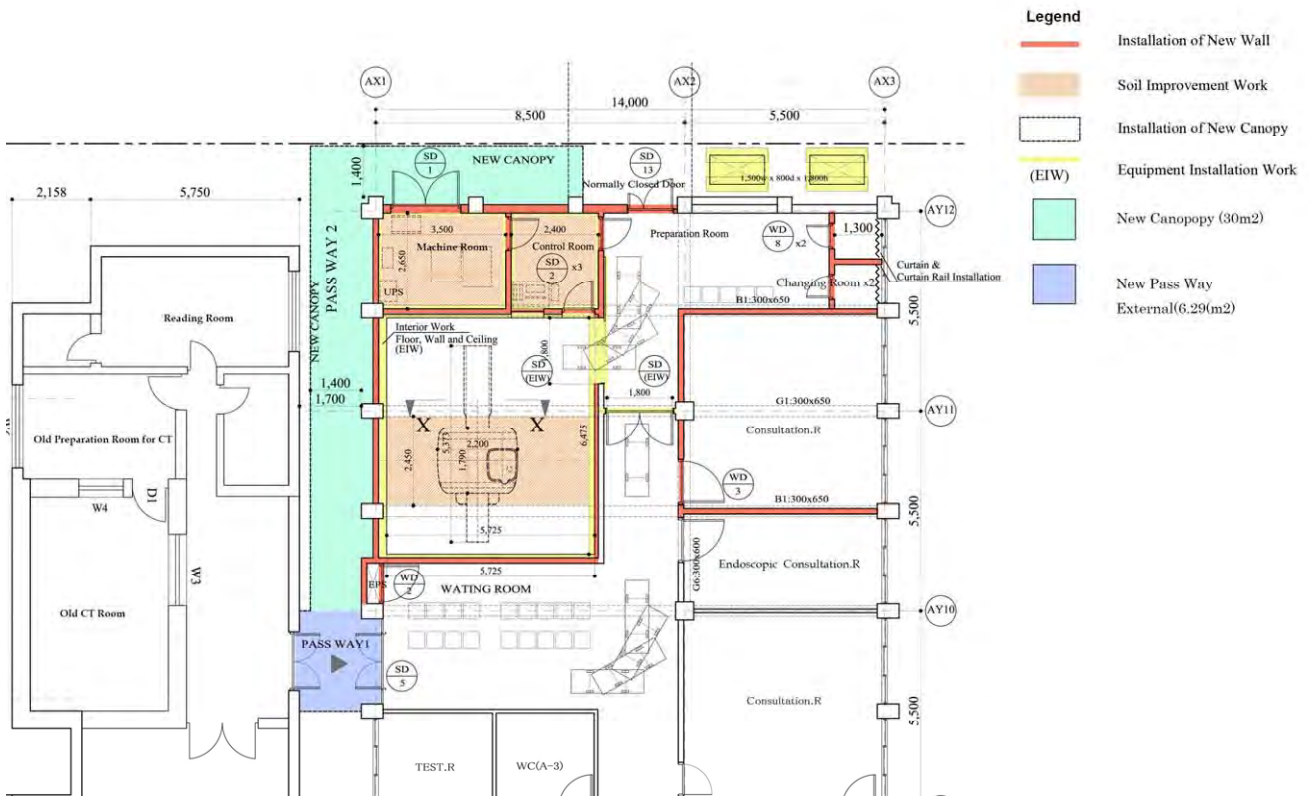 Legend
Installation of New Wall
Soil Improvement Work
Installation of New Canopy
(EIW)
Equipment Installation Work
New Canopopy (30m2)
New Pass Way
External(6.29(m2)
AX1
AX2
AX3
14,000
8,500
5,500
1,400
SD
1
NEW CANOPY
SD
13
Normally Closed Door
1,500w x 800d x 1,800h
2,158
5,750
AY12
3,500
2,400
Preparation Room
WD
8
x2
1,300
Machine Room
Control Room
2,650
SD
2
x3
UPS
Curtain &
Curtain Rail Installation
Changing Room x2
B1:300x650
PASS WAY 2
NEW CANOPY
Reading Room
Interior Work
Floor, Wall and Ceiling
(EIW)
5,500
SD
(EIW)
SD
(EIW)
1,800
1,400
1,700
G1:300x650
AY11
X
X
Consultation.R
Old Preparation Room for CT
2,200
5,373
1,790
6,475
2,450
W4
D1
WD
3
B1:300x650
5,500
5,725
W3
G6:300x600
Endoscopic Consultation.R
EPS
WD
2
5,725
WATING ROOM
Old CT Room
AY10
PASS WAY1
SD
5
Consultation.R
5,500
TEST.R
WC(A-3)